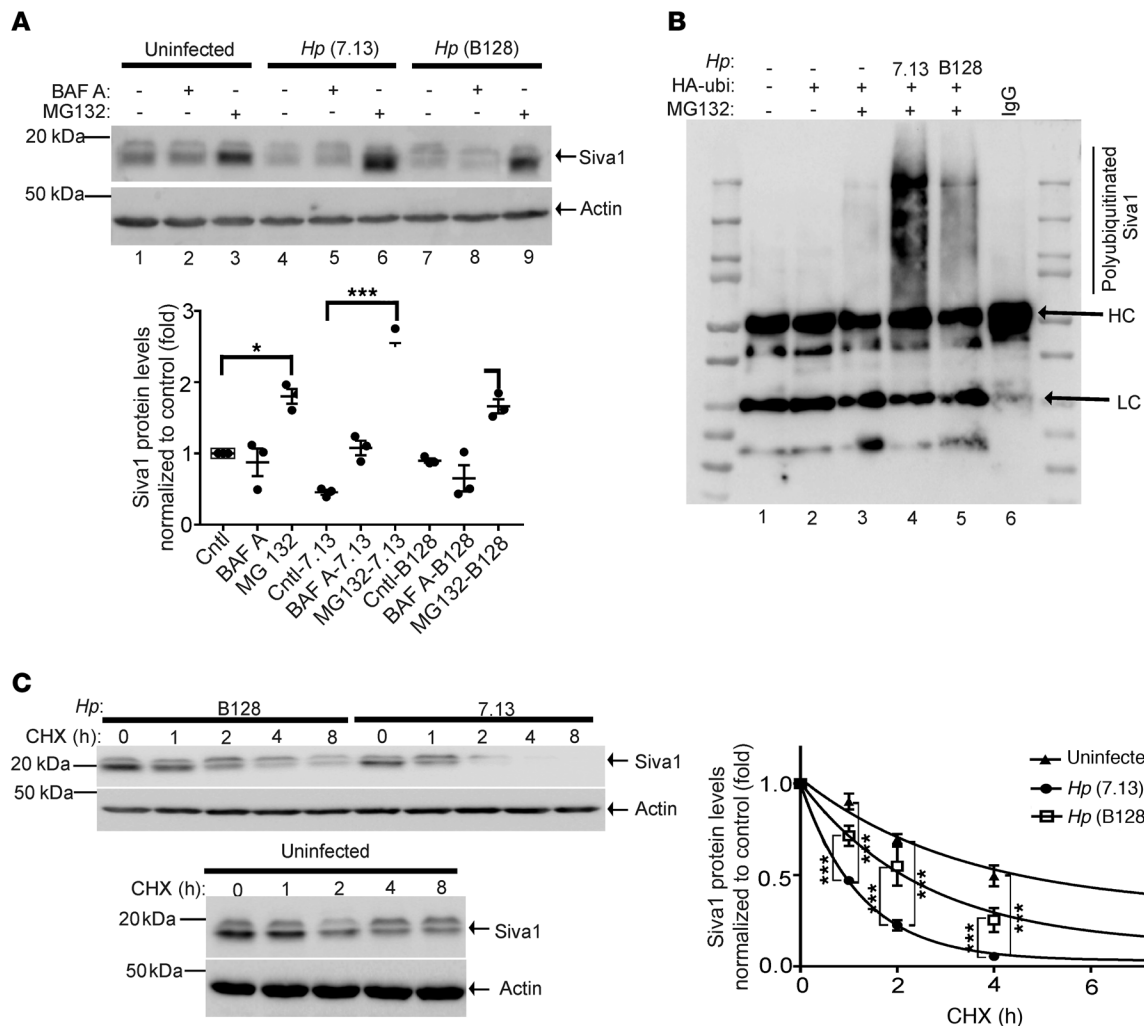 A
Uninfected Hp (7.13) Hp (B128)
BAF A: - + - - + - - + -
MG132: - - + - - + - - +
20 kDa
Siva1
50 kDa
Actin
1 2 3 4 5 6 7 8 9
Siva1 protein levels
normalized to control (fold)
3
2
1
0
* ***
Cntl
BAF A
MG 132
Cntl-7.13
BAF A-7.13
MG132-7.13
Cntl-B128
BAF A-B128
MG132-B128
B
Hp: - - - 7.13 B128
HA-ubi: - + + + + IgG
MG132: - - + + +
Polyubiquitinated
Siva1
HC
LC
1 2 3 4 5 6
C
Hp: B128 7.13
CHX (h): 0 1 2 4 8 0 1 2 4 8
20 kDa
Siva1
50 kDa
Actin
Uninfected
CHX (h): 0 1 2 4 8
20 kDa
Siva1
50 kDa
Actin
Siva1 protein levels
normalized to control (fold)
1.0
0.5
0.0
0 2 4 6
CHX (h)
Uninfecte
Hp (7.13)
Hp (B128
*** *** *** *** *** ***